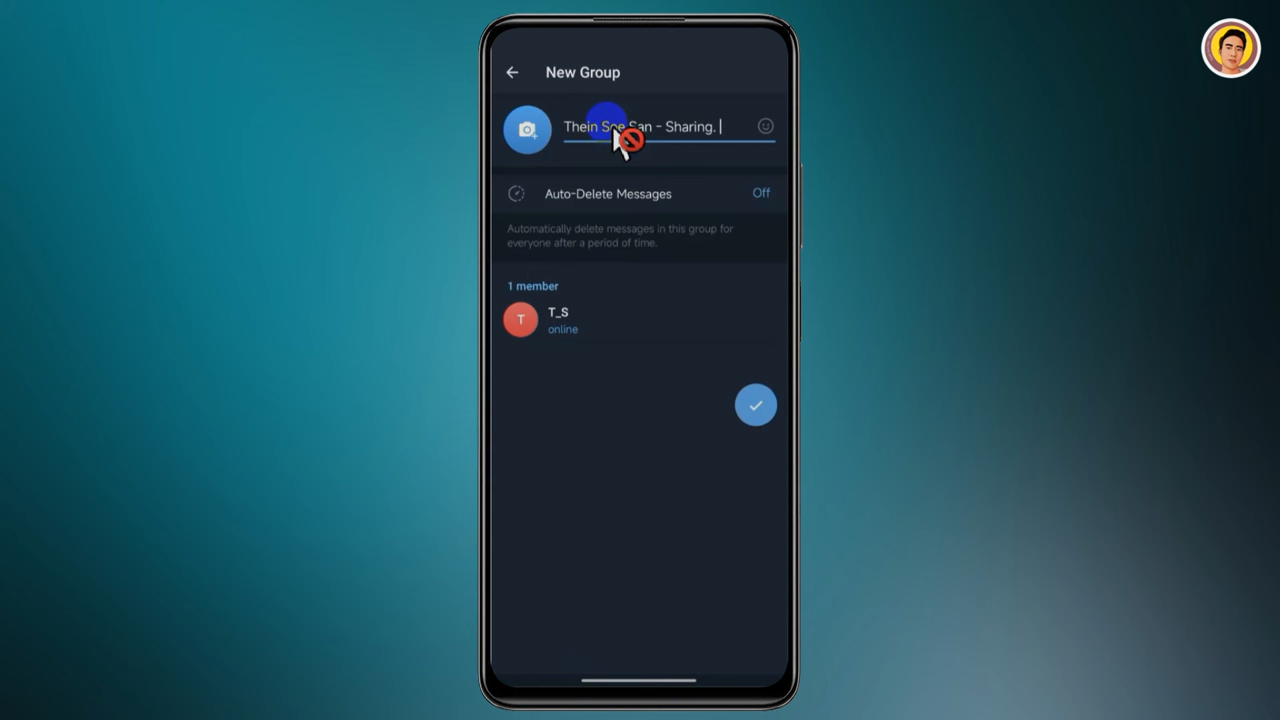 New Group
Thein Soe San - Sharing.
Auto-Delete Messages
Off
Automatically delete messages in this group for
everyone after a period of time.
1 member
T
T_S
online